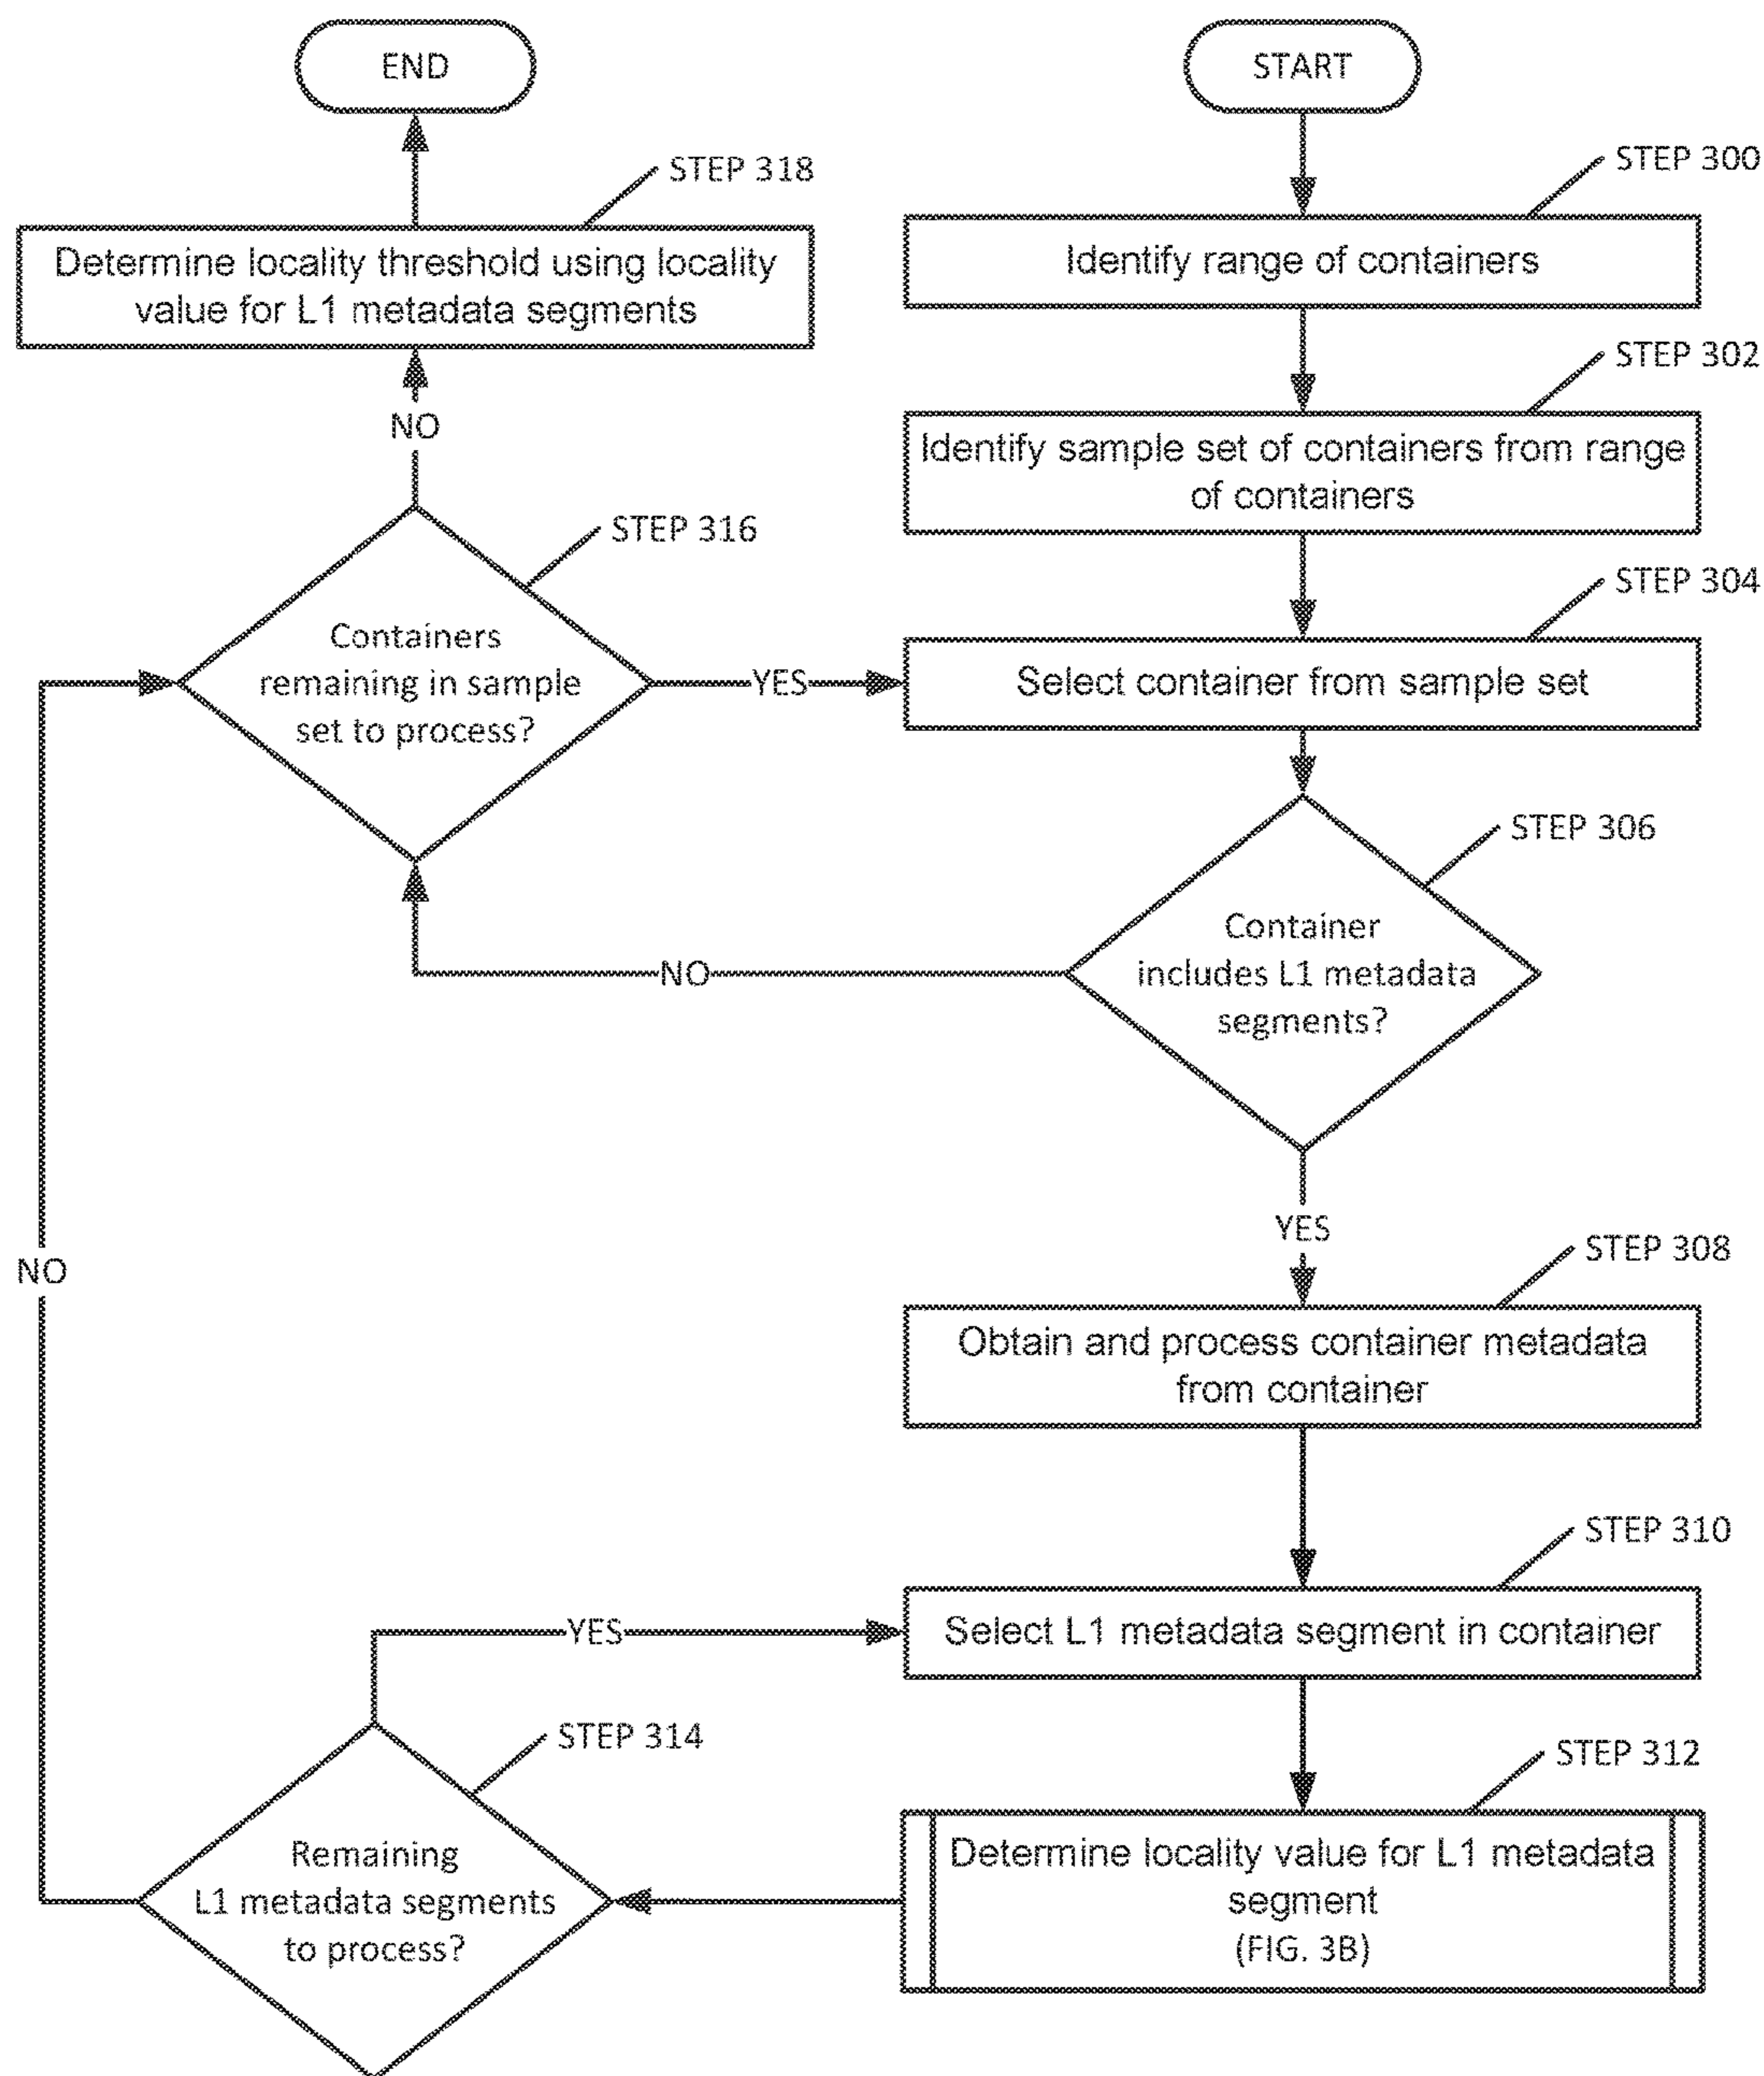 START
STEP 300
Identify range of containers
STEP 302
Identify sample set of containers from range
of containers
STEP 304
Select container from sample set
STEP 306
Container
includes L1 metadata
segments?
NO
YES
STEP 308
Obtain and process container metadata
from container
STEP 310
Select L1 metadata segment in container
STEP 312
Determine locality value for L1 metadata
segment
(FIG. 3B)
STEP 314
Remaining
L1 metadata segments
to process?
YES
NO
STEP 316
Containers
remaining in sample
set to process?
YES
NO
STEP 318
Determine locality threshold using locality
value for L1 metadata segments
END